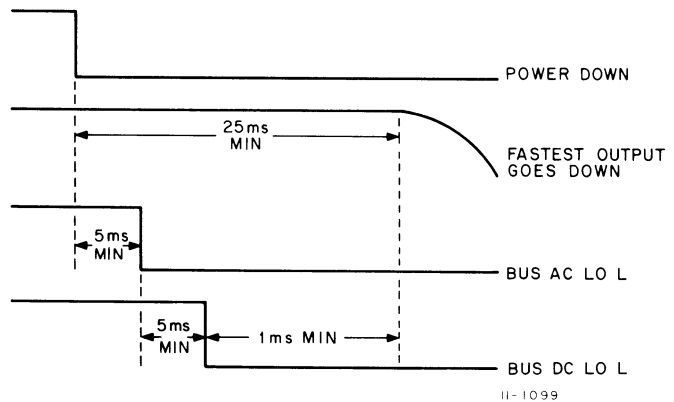 POWER DOWN
25ms
MIN
FASTEST OUTPUT
GOES DOWN
5ms
MIN
BUS AC LO L
5ms
MIN
1ms MIN
BUS DC LO L
11-1099